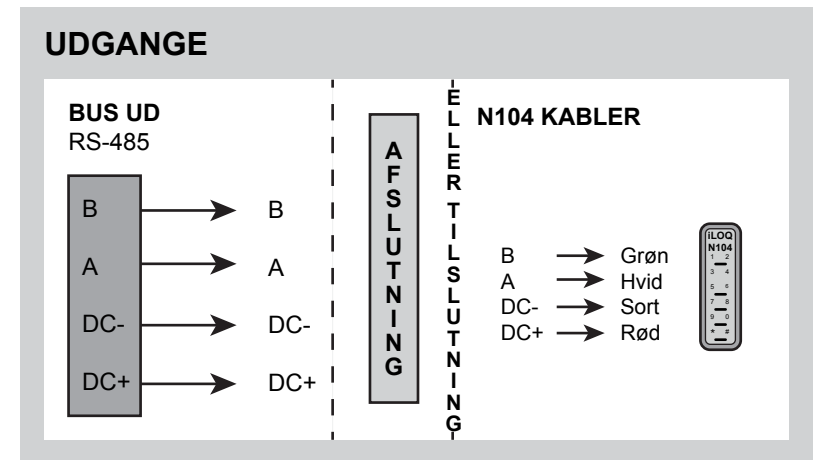 UDGANGE
BUS UD
RS-485
B B
A A
DC- DC-
DC+ DC+
AFSLUTNING
ELLER TILSLUTNING
N104 KABLER
B Grøn
A Hvid
DC- Sort
DC+ Rød
iLOQ
N104
1 2
3 4
5 6
7 8
9 0
* #